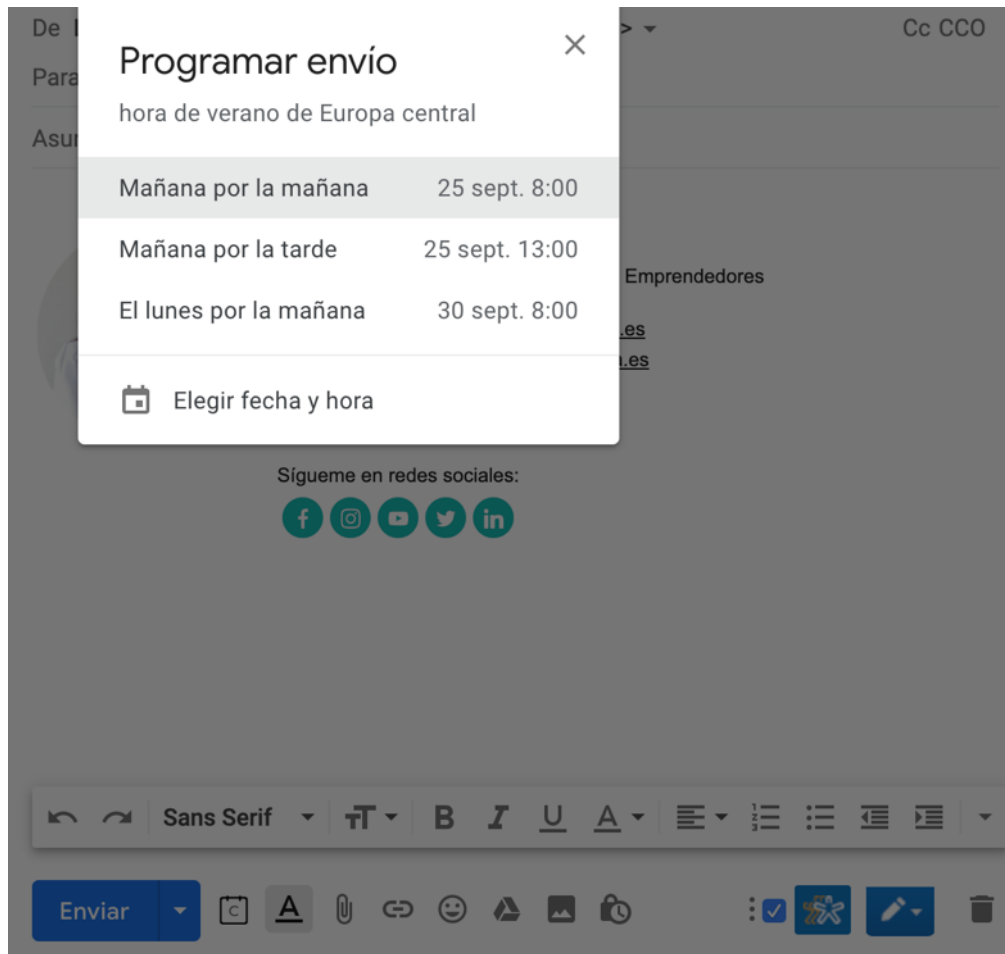 De
> Cc CCO
Programar envío
Para
hora de verano de Europa central
Mañana por la mañana 25 sept. 8:00
Mañana por la tarde 25 sept. 13:00
Emprendedores
El lunes por la mañana 30 sept. 8:00
.es
.es
Elegir fecha y hora
Sígueme en redes sociales:
Sans Serif
Enviar